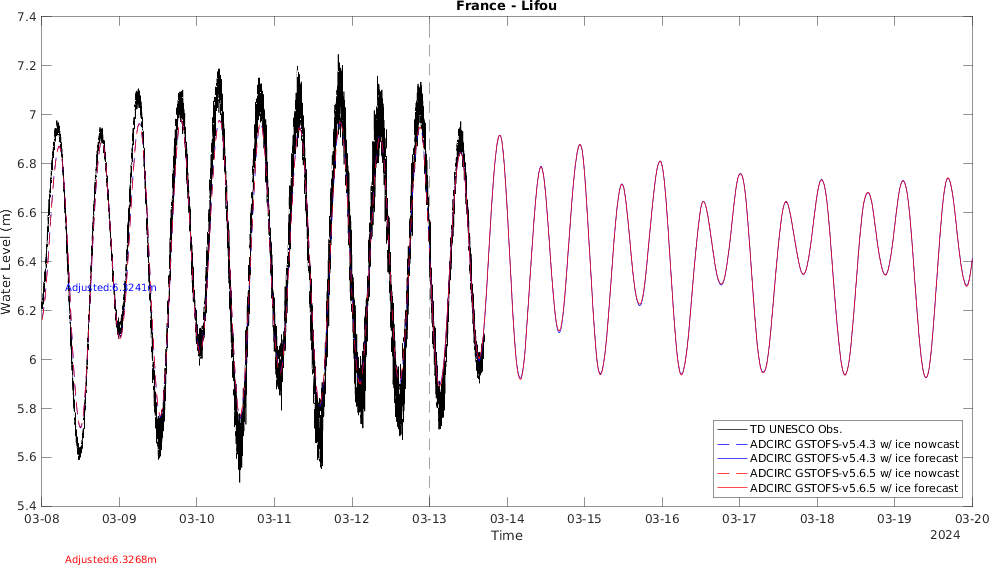 France - Lifou
7.4
7.2
7
6.8
6.6
6.4
6.2
6
5.8
5.6
5.4
Water Level (m)
Adjusted:6.3241m
TD UNESCO Obs.
ADCIRC GSTOFS-v5.4.3 w/ ice nowcast
ADCIRC GSTOFS-v5.4.3 w/ ice forecast
ADCIRC GSTOFS-v5.6.5 w/ ice nowcast
ADCIRC GSTOFS-v5.6.5 w/ ice forecast
03-08 03-09 03-10 03-11 03-12 03-13 03-14 03-15 03-16 03-17 03-18 03-19 03-20
Time
2024
Adjusted:6.3268m